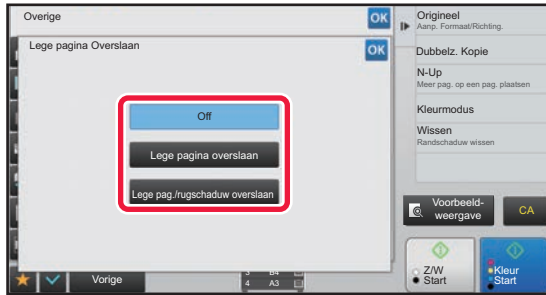 Overige
OK
Lege pagina Overslaan
OK
Off
Lege pagina overslaan
Lege pag./rugschaduw overslaan
Vorige
3 B4
4 A3
Origineel
Aanp. Formaat/Richting.
Dubbelz. Kopie
N-Up
Meer pag. op een pag. plaatsen
Kleurmodus
Wissen
Randschaduw wissen
Voorbeeld-
weergave
CA
Z/W
Start
Kleur
Start